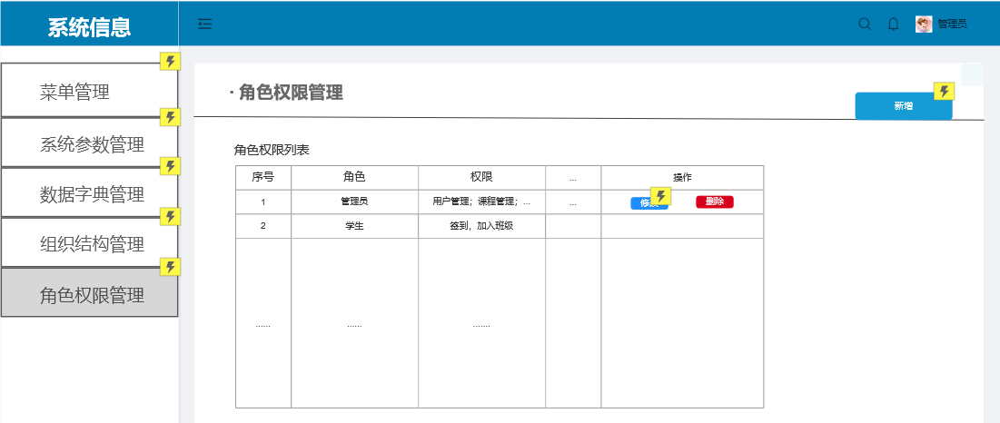 系统信息
管理员
菜单管理
系统参数管理
数据字典管理
组织结构管理
角色权限管理
· 角色权限管理
新增
角色权限列表
序号 角色 权限 ... 操作
1 管理员 用户管理；课程管理；... ... 删除
2 学生 签到，加入班级
...... ...... .......